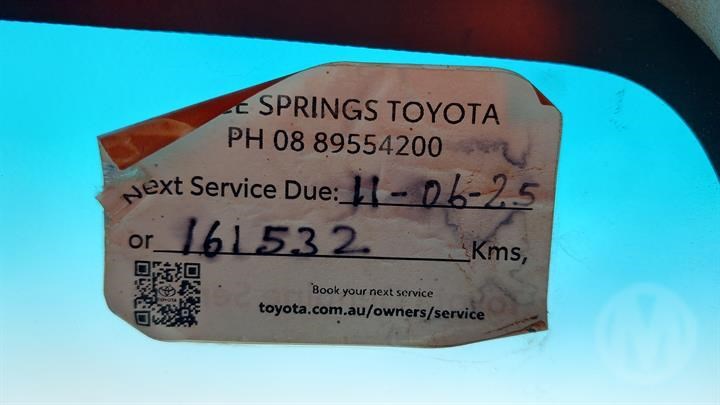 SPRINGS TOYOTA
PH 08 89554200
Next Service Due: 11-06-25
or 161532 Kms,
TOYOTA
Book your next service
toyota.com.au/owners/service
M